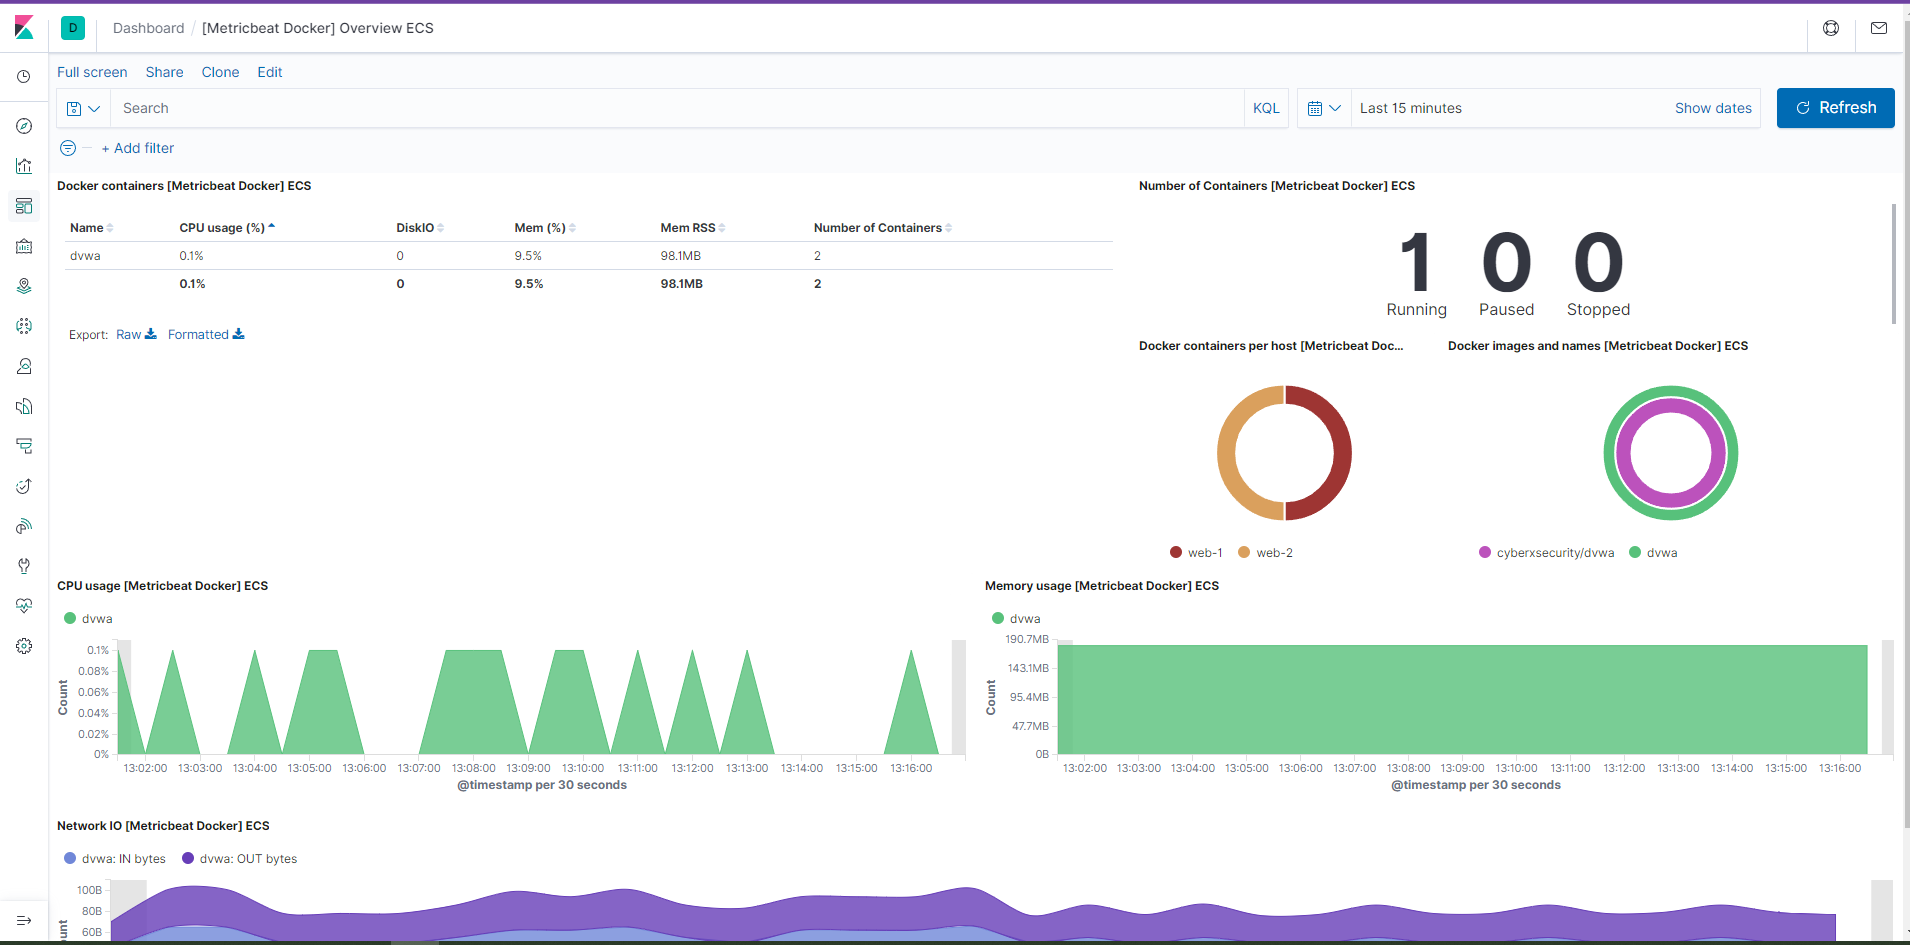 D Dashboard / [Metricbeat Docker] Overview ECS
Full screen Share Clone Edit
Search KQL Last 15 minutes Show dates Refresh
+ Add filter
Docker containers [Metricbeat Docker] ECS
Name CPU usage (%) DiskIO Mem (%) Mem RSS Number of Containers
dvwa 0.1% 0 9.5% 98.1MB 2
0.1% 0 9.5% 98.1MB 2
Export: Raw Formatted
Number of Containers [Metricbeat Docker] ECS
1 0 0
Running Paused Stopped
Docker containers per host [Metricbeat Doc...
web-1 web-2
Docker images and names [Metricbeat Docker] ECS
cyberxsecurity/dvwa dvwa
CPU usage [Metricbeat Docker] ECS
dvwa
0.1%
0.08%
0.06%
0.04%
0.02%
0%
Count
13:02:00 13:03:00 13:04:00 13:05:00 13:06:00 13:07:00 13:08:00 13:09:00 13:10:00 13:11:00 13:12:00 13:13:00 13:14:00 13:15:00 13:16:00
@timestamp per 30 seconds
Memory usage [Metricbeat Docker] ECS
dvwa
190.7MB
143.1MB
95.4MB
47.7MB
0B
Count
13:02:00 13:03:00 13:04:00 13:05:00 13:06:00 13:07:00 13:08:00 13:09:00 13:10:00 13:11:00 13:12:00 13:13:00 13:14:00 13:15:00 13:16:00
@timestamp per 30 seconds
Network IO [Metricbeat Docker] ECS
dvwa: IN bytes dvwa: OUT bytes
100B
80B
60B